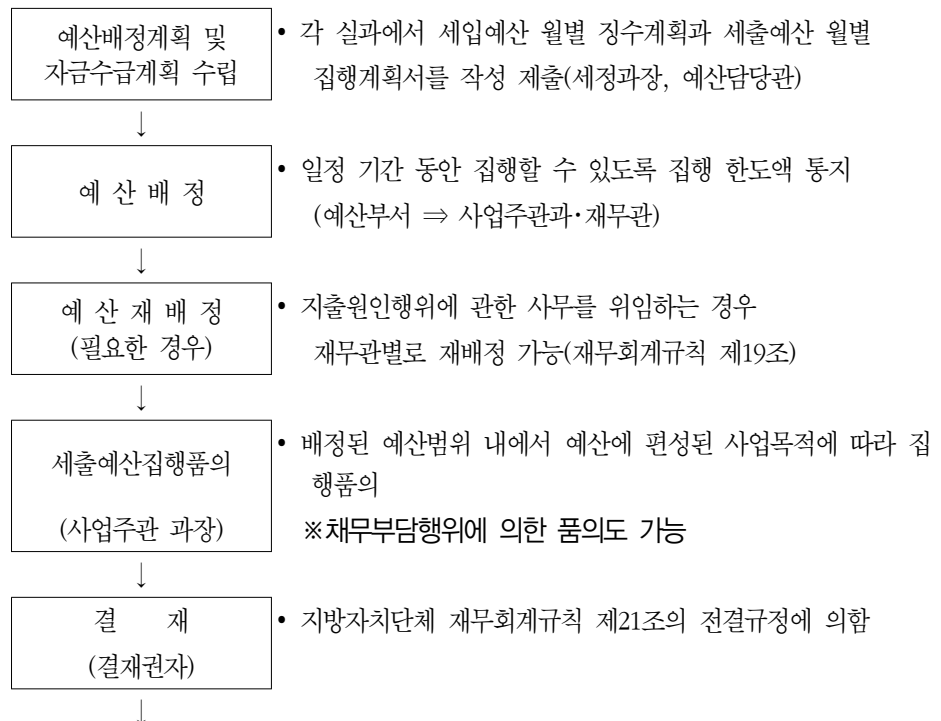 예산배정계획 및
자금수급계획 수립
• 각 실과에서 세입예산 월별 징수계획과 세출예산 월별
집행계획서를 작성 제출(세정과장, 예산담당관)
↓
예 산 배 정
• 일정 기간 동안 집행할 수 있도록 집행 한도액 통지
(예산부서 ⇒ 사업주관과･재무관)
↓
예 산 재 배 정
(필요한 경우)
• 지출원인행위에 관한 사무를 위임하는 경우
재무관별로 재배정 가능(재무회계규칙 제19조)
↓
세출예산집행품의
(사업주관 과장)
• 배정된 예산범위 내에서 예산에 편성된 사업목적에 따라 집
행품의
※채무부담행위에 의한 품의도 가능
↓
결 재
(결재권자)
• 지방자치단체 재무회계규칙 제21조의 전결규정에 의함
↓